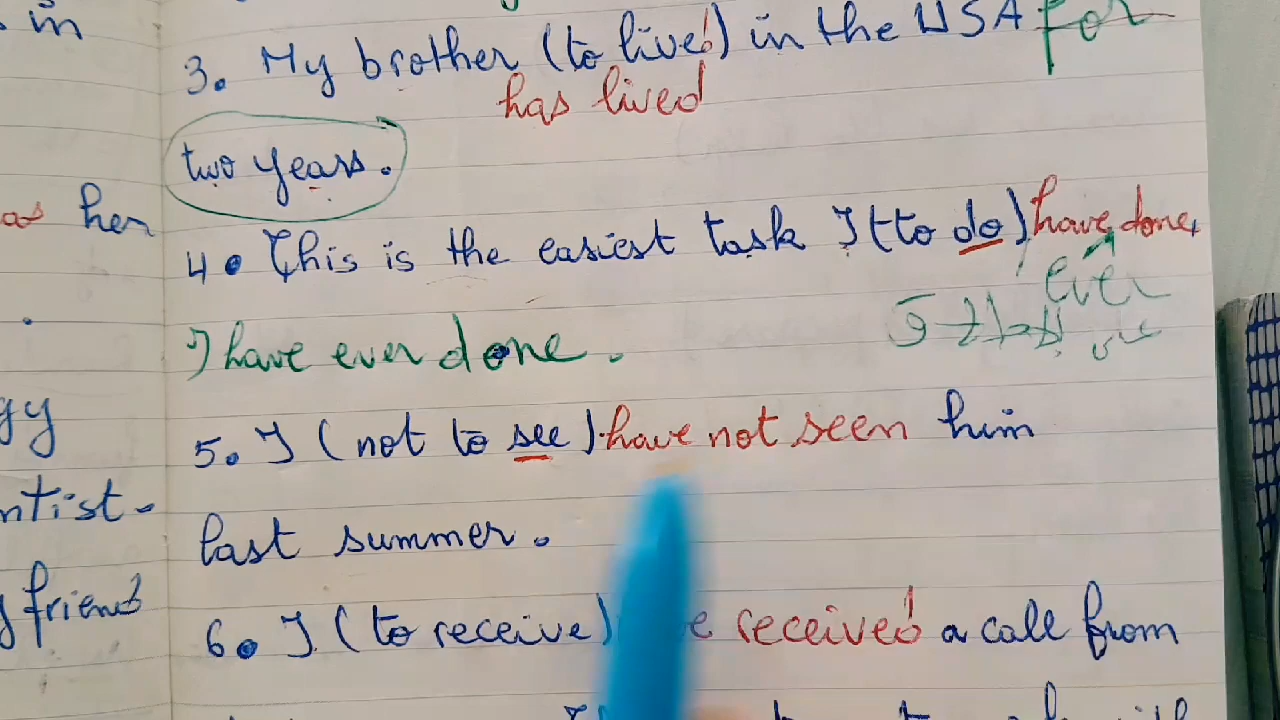 in
3. My brother (to live) in the USA for
has lived
two years.
as her
4. This is the easiest task I (to do) have done,
ever
I have ever done.
gy
5. I (not to see) have not seen him
ntist.
last summer.
friend
6. I (to receive) received a call from